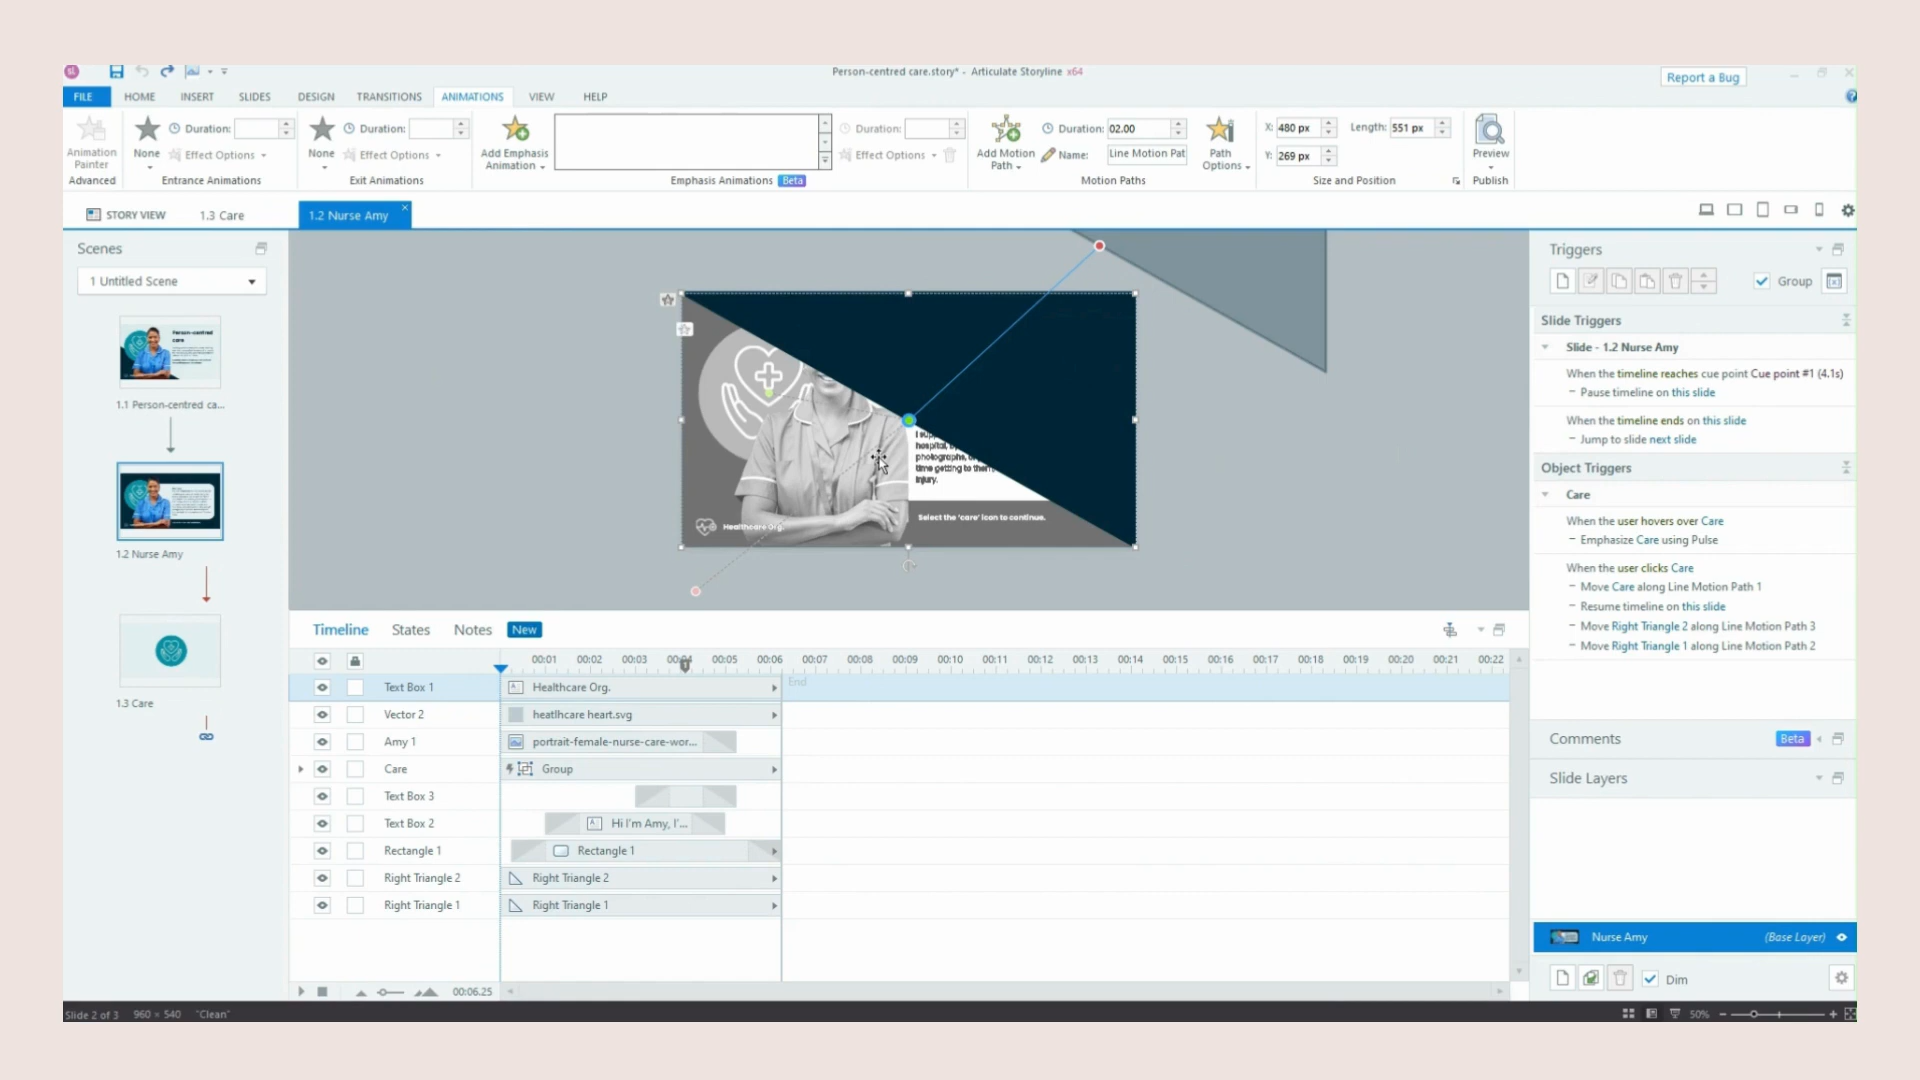 Person-centred care.story* - Articulate Storyline x64
Report a Bug
FILE HOME INSERT SLIDES DESIGN TRANSITIONS ANIMATIONS VIEW HELP
Animation Painter
None
Duration:
Effect Options
None
Duration:
Effect Options
Add Emphasis Animation
Duration:
Effect Options
Add Motion Path
Duration: 02.00
Name: Line Motion Pat
Path Options
X: 480 px
Length: 551 px
Y: 269 px
Preview
Advanced
Entrance Animations
Exit Animations
Emphasis Animations Beta
Motion Paths
Size and Position
Publish
STORY VIEW
1.3 Care
1.2 Nurse Amy
Scenes
1 Untitled Scene
Person-centred care
1.1 Person-centred ca...
1.2 Nurse Amy
1.3 Care
hospital,
photographs,
time getting to them,
injury.
Healthcare Org.
Select the 'care' icon to continue.
Timeline
States
Notes
New
00:01 00:02 00:03 00:04 00:05 00:06 00:07 00:08 00:09 00:10 00:11 00:12 00:13 00:14 00:15 00:16 00:17 00:18 00:19 00:20 00:21 00:22
Text Box 1
Healthcare Org.
End
Vector 2
heatlhcare heart.svg
Amy 1
portrait-female-nurse-care-wor...
Care
Group
Text Box 3
Text Box 2
Hi I'm Amy, I'...
Rectangle 1
Rectangle 1
Right Triangle 2
Right Triangle 2
Right Triangle 1
Right Triangle 1
00:06.25
Triggers
Group
Slide Triggers
Slide - 1.2 Nurse Amy
When the timeline reaches cue point Cue point #1 (4.1s)
- Pause timeline on this slide
When the timeline ends on this slide
- Jump to slide next slide
Object Triggers
Care
When the user hovers over Care
- Emphasize Care using Pulse
When the user clicks Care
- Move Care along Line Motion Path 1
- Resume timeline on this slide
- Move Right Triangle 2 along Line Motion Path 3
- Move Right Triangle 1 along Line Motion Path 2
Comments
Beta
Slide Layers
Nurse Amy
(Base Layer)
Dim
Slide 2 of 3
960 × 540
"Clean"
50%